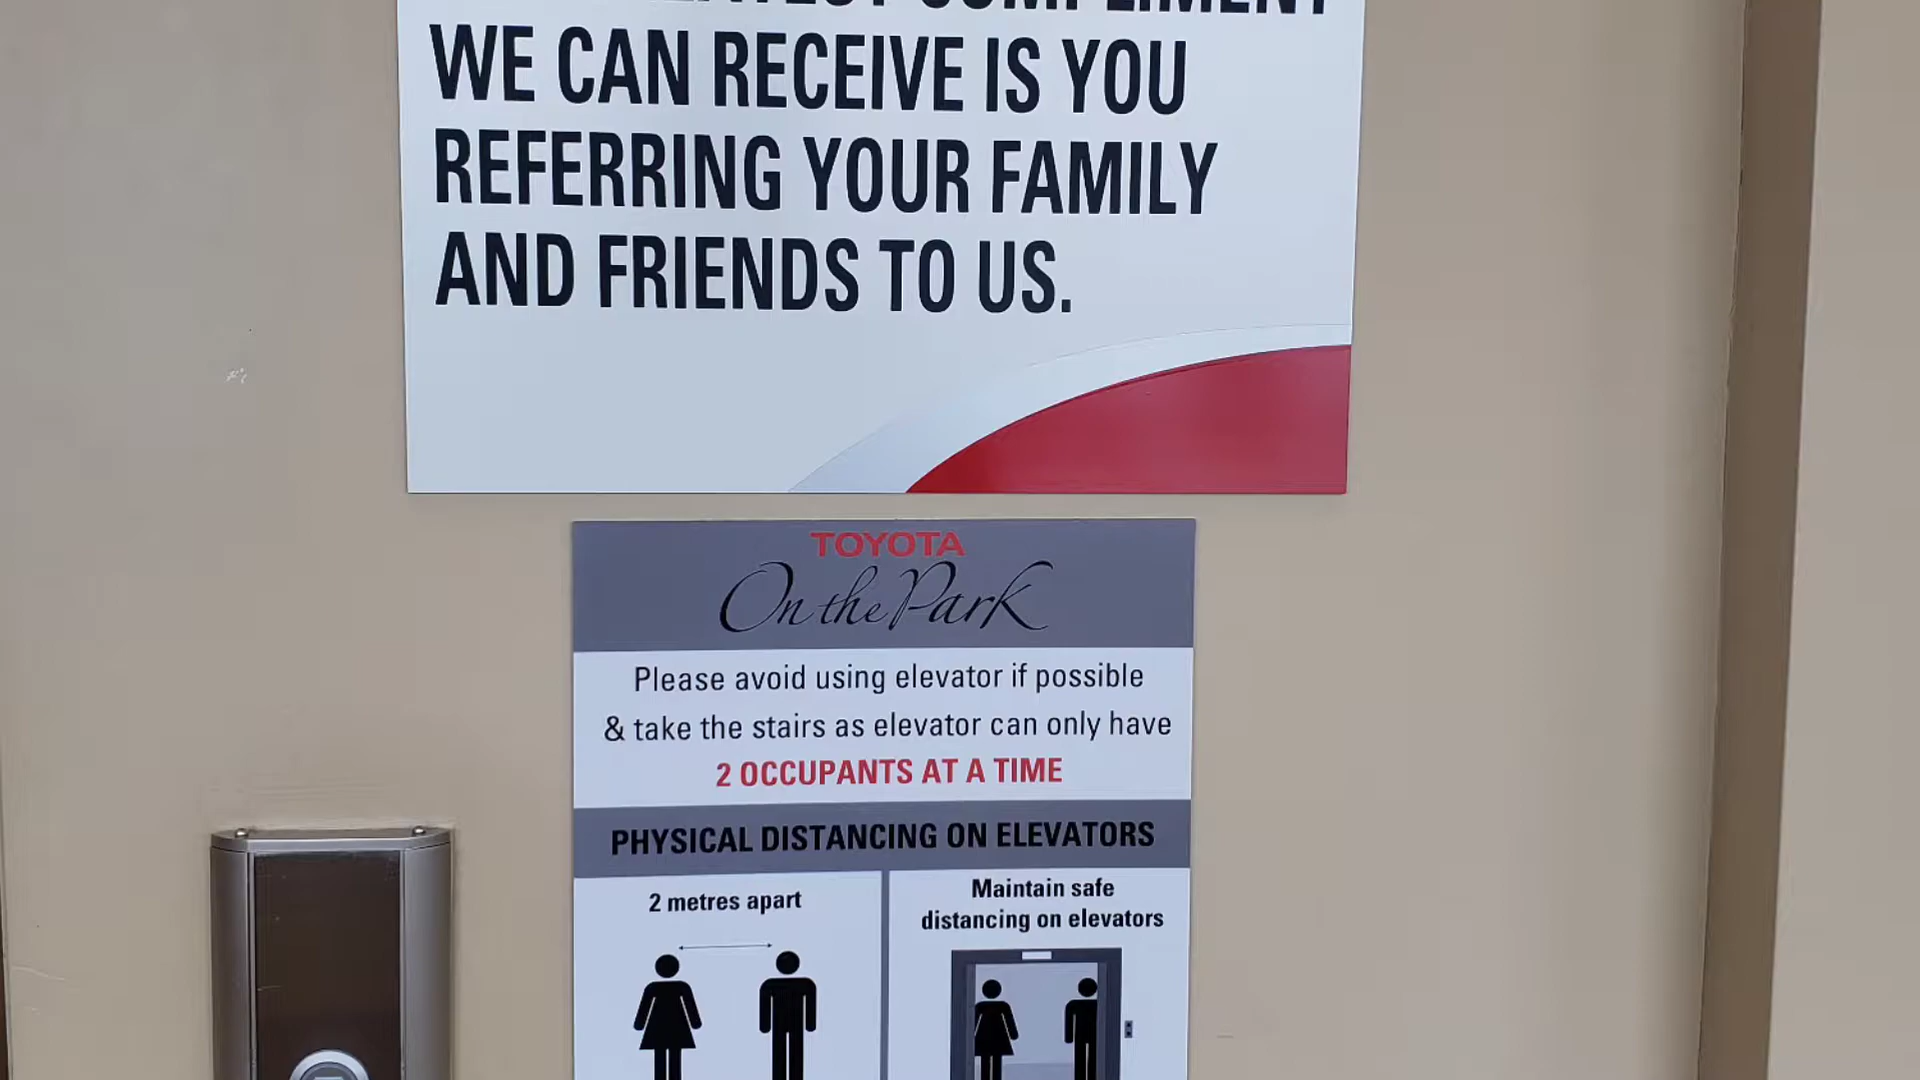 COMPLIMENT
WE CAN RECEIVE IS YOU
REFERRING YOUR FAMILY
AND FRIENDS TO US.
TOYOTA
On the Park
Please avoid using elevator if possible
& take the stairs as elevator can only have
2 OCCUPANTS AT A TIME
PHYSICAL DISTANCING ON ELEVATORS
2 metres apart
Maintain safe
distancing on elevators